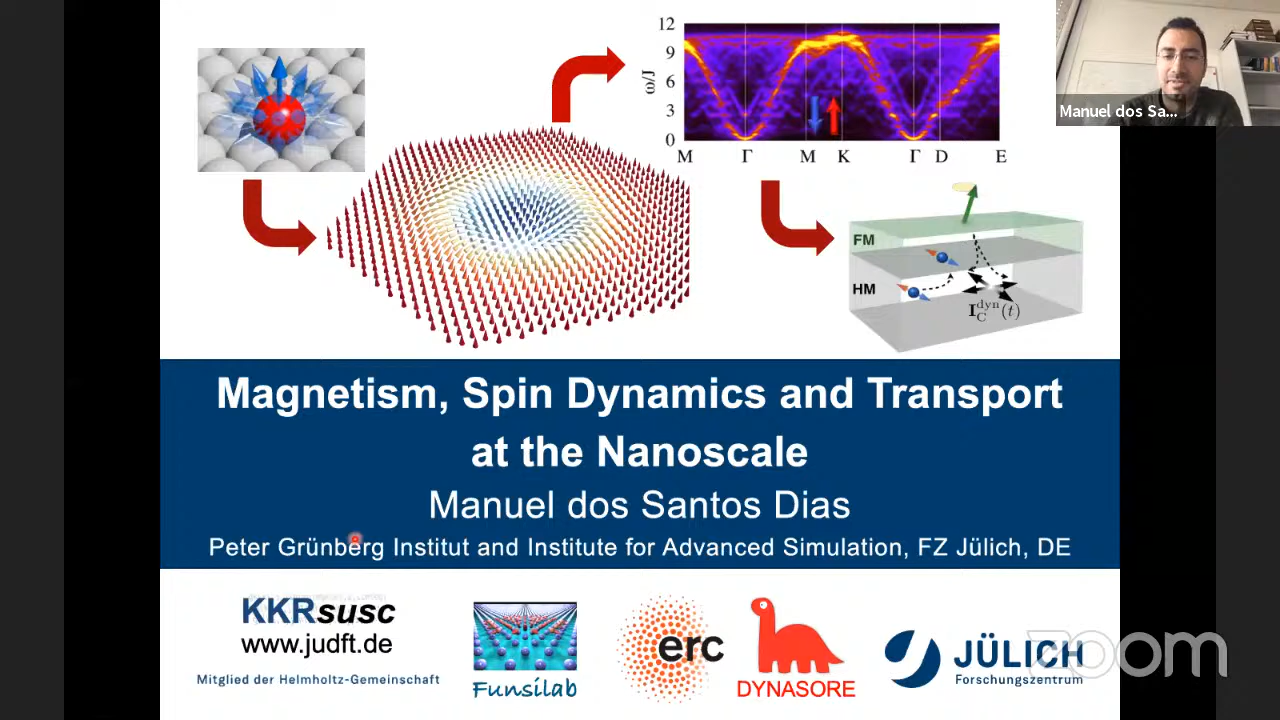 12
9
6
3
0
ω/J
M Γ M K Γ D E
Manuel dos Sa...
FM
HM
I_C^dyn(t)
Magnetism, Spin Dynamics and Transport
at the Nanoscale
Manuel dos Santos Dias
Peter Grünberg Institut and Institute for Advanced Simulation, FZ Jülich, DE
KKRsusc
www.judft.de
Mitglied der Helmholtz-Gemeinschaft
Funsilab
erc
DYNASORE
JÜLICH
Forschungszentrum
zoom